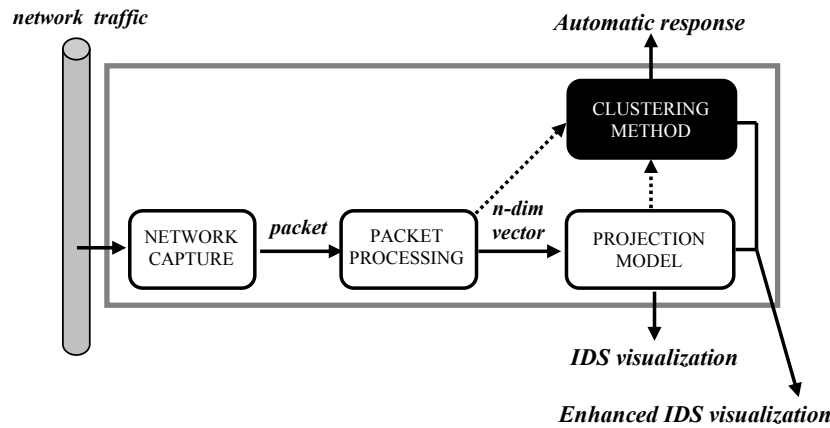 network traffic
Automatic response
CLUSTERING
METHOD
NETWORK
CAPTURE
packet
PACKET
PROCESSING
n-dim
vector
PROJECTION
MODEL
IDS visualization
Enhanced IDS visualization